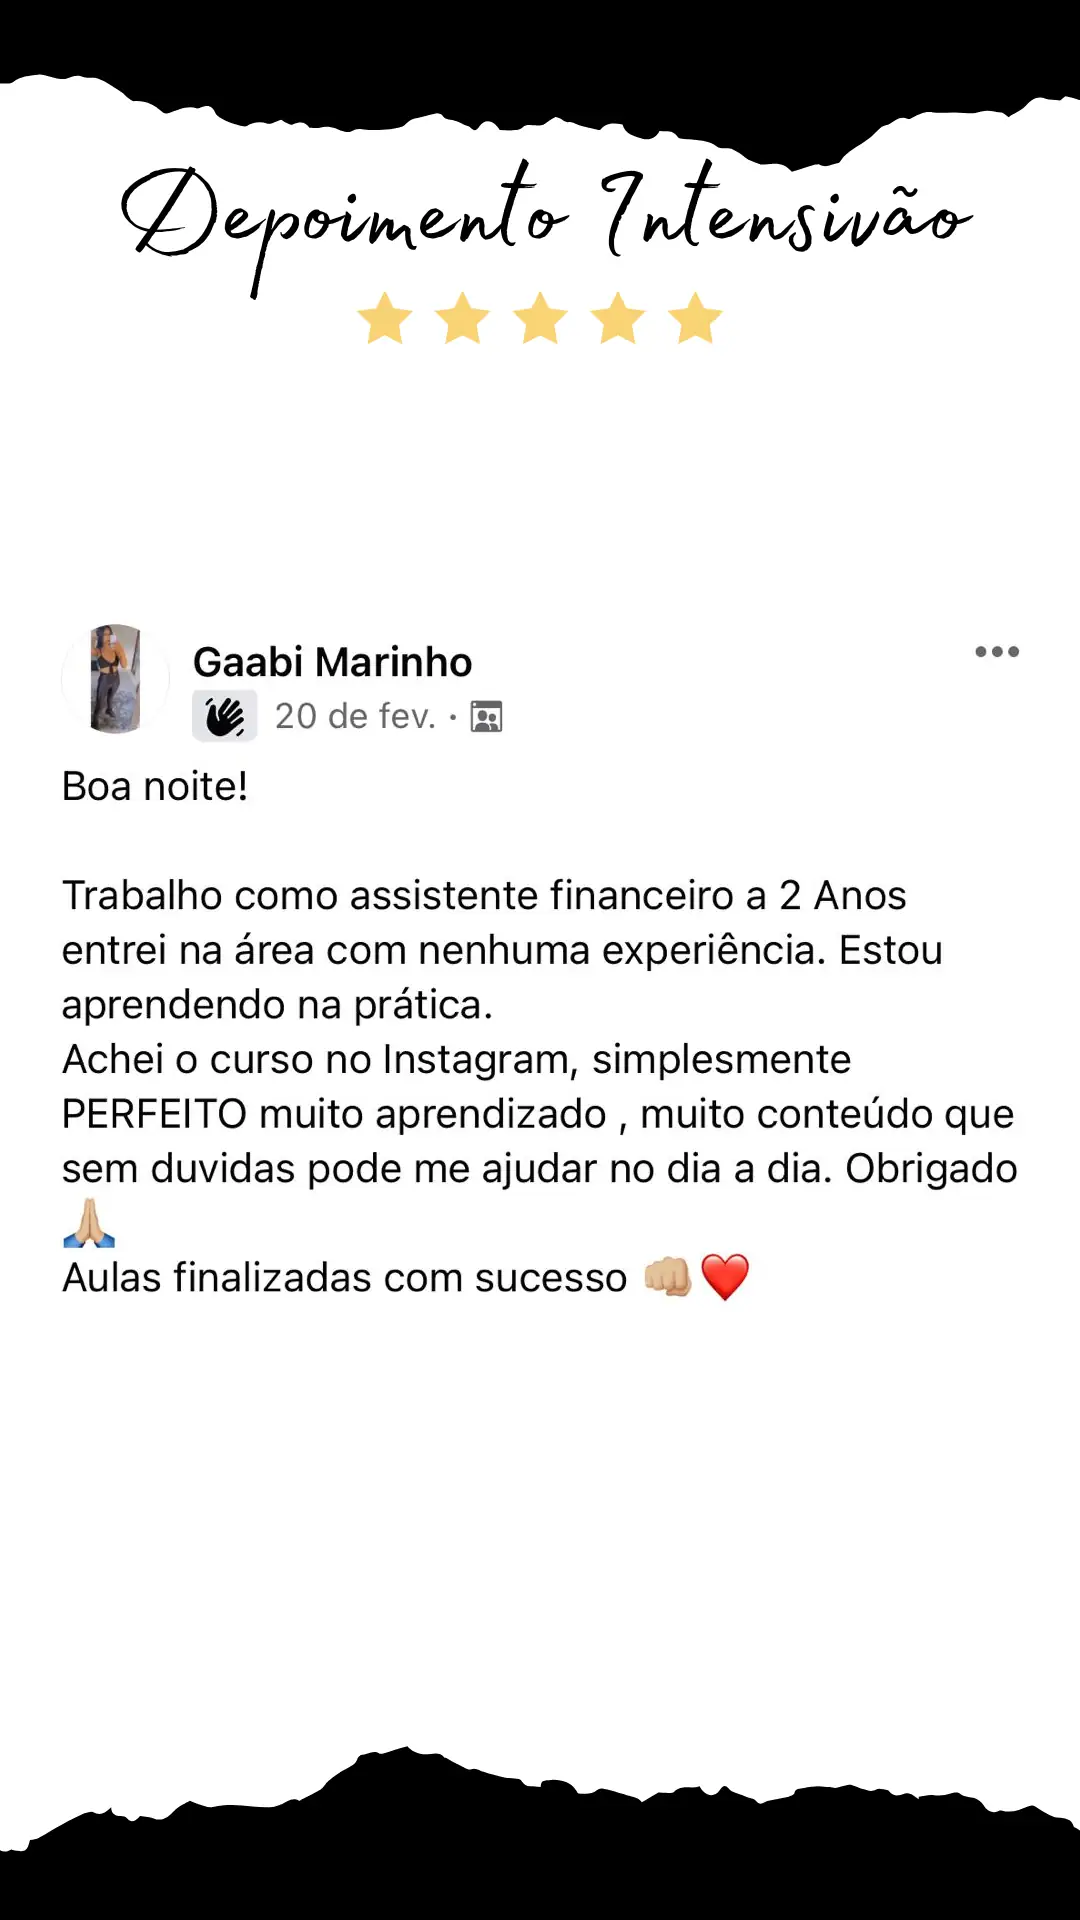 Depoimento Intensivão
Gaabi Marinho
20 de fev. ·
Boa noite!
Trabalho como assistente financeiro a 2 Anos
entrei na área com nenhuma experiência. Estou
aprendendo na prática.
Achei o curso no Instagram, simplesmente
PERFEITO muito aprendizado , muito conteúdo que
sem duvidas pode me ajudar no dia a dia. Obrigado
🙏🏼
Aulas finalizadas com sucesso 👊🏼❤️